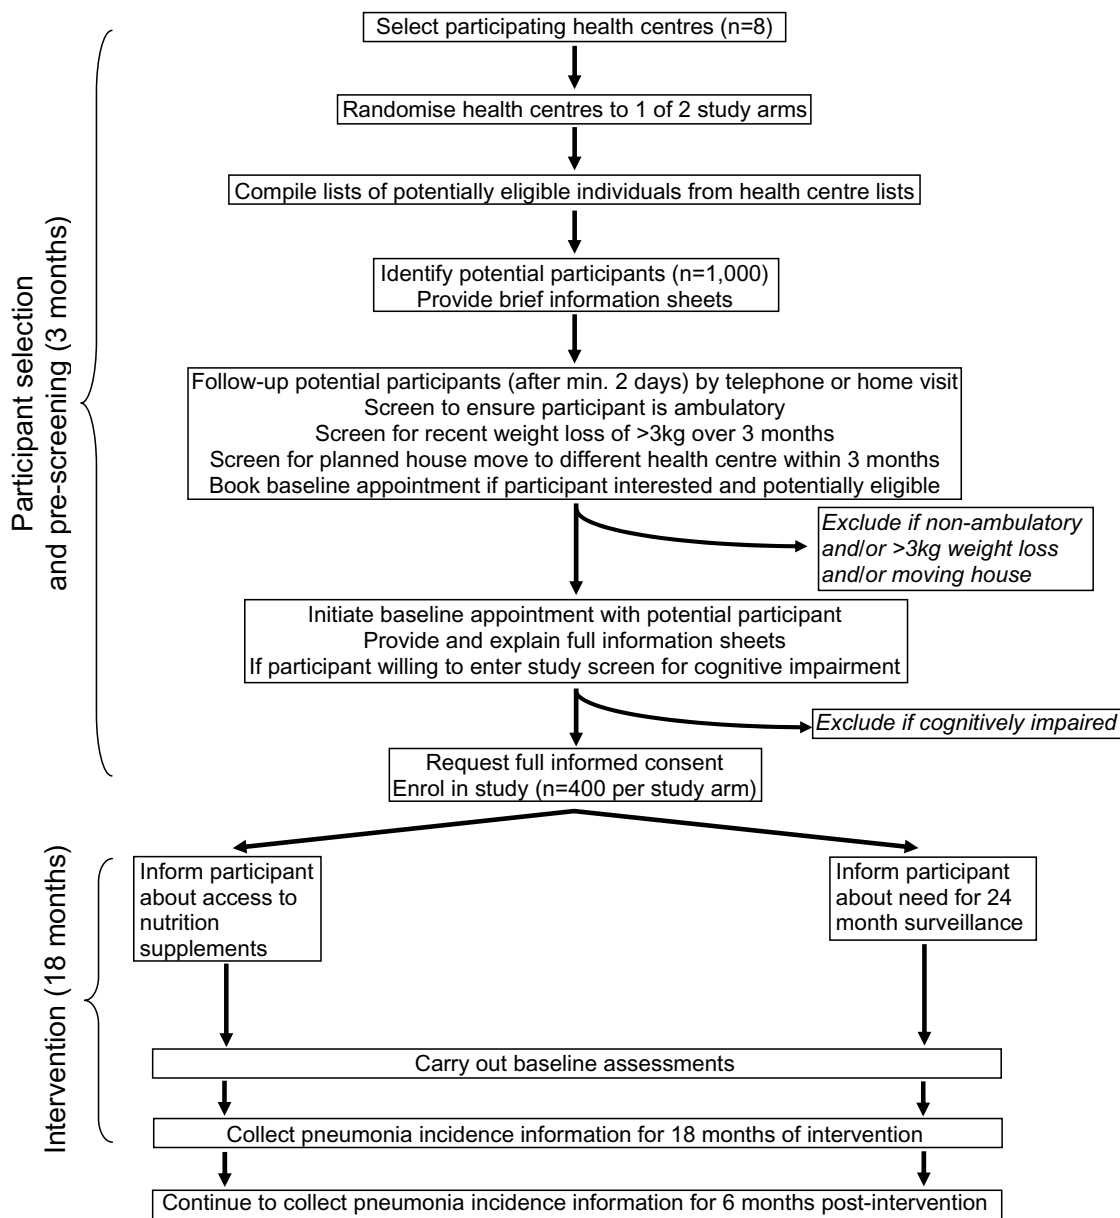 Select participating health centres (n=8)
Randomise health centres to 1 of 2 study arms
Compile lists of potentially eligible individuals from health centre lists
Identify potential participants (n=1,000)
Provide brief information sheets
Participant selection
and pre-screening (3 months)
Follow-up potential participants (after min. 2 days) by telephone or home visit
Screen to ensure participant is ambulatory
Screen for recent weight loss of >3kg over 3 months
Screen for planned house move to different health centre within 3 months
Book baseline appointment if participant interested and potentially eligible
Exclude if non-ambulatory
and/or >3kg weight loss
and/or moving house
Initiate baseline appointment with potential participant
Provide and explain full information sheets
If participant willing to enter study screen for cognitive impairment
Exclude if cognitively impaired
Request full informed consent
Enrol in study (n=400 per study arm)
Intervention (18 months)
Inform participant
about access to
nutrition
supplements
Inform participant
about need for 24
month surveillance
Carry out baseline assessments
Collect pneumonia incidence information for 18 months of intervention
Continue to collect pneumonia incidence information for 6 months post-intervention